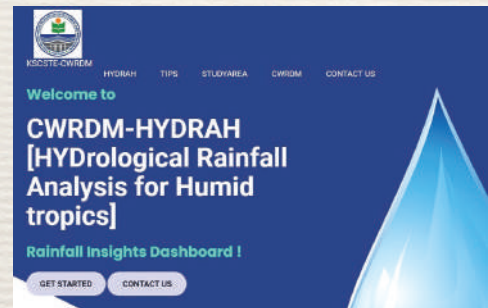 KSCSTE-CWRDM
HYDRAH TIPS STUDYAREA CWRDM CONTACT US
Welcome to
CWRDM-HYDRAH
[HYDrological Rainfall
Analysis for Humid
tropics]
Rainfall Insights Dashboard !
GET STARTED CONTACT US